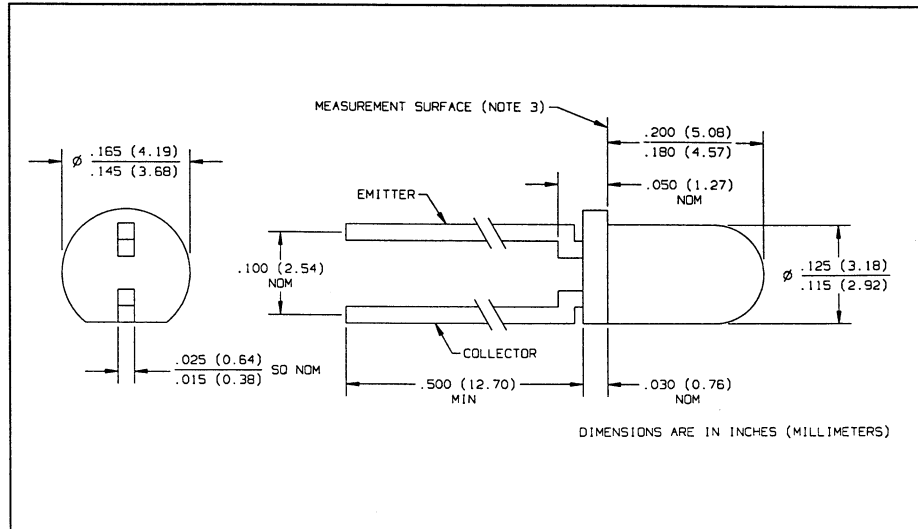 MEASUREMENT SURFACE (NOTE 3)
.200 (5.08)
.180 (4.57)
Ø .165 (4.19)
.145 (3.68)
.050 (1.27)
NOM
EMITTER
.100 (2.54)
NOM
Ø .125 (3.18)
.115 (2.92)
COLLECTOR
.025 (0.64)
.015 (0.38) SQ NOM
.500 (12.70)
MIN
.030 (0.76)
NOM
DIMENSIONS ARE IN INCHES (MILLIMETERS)